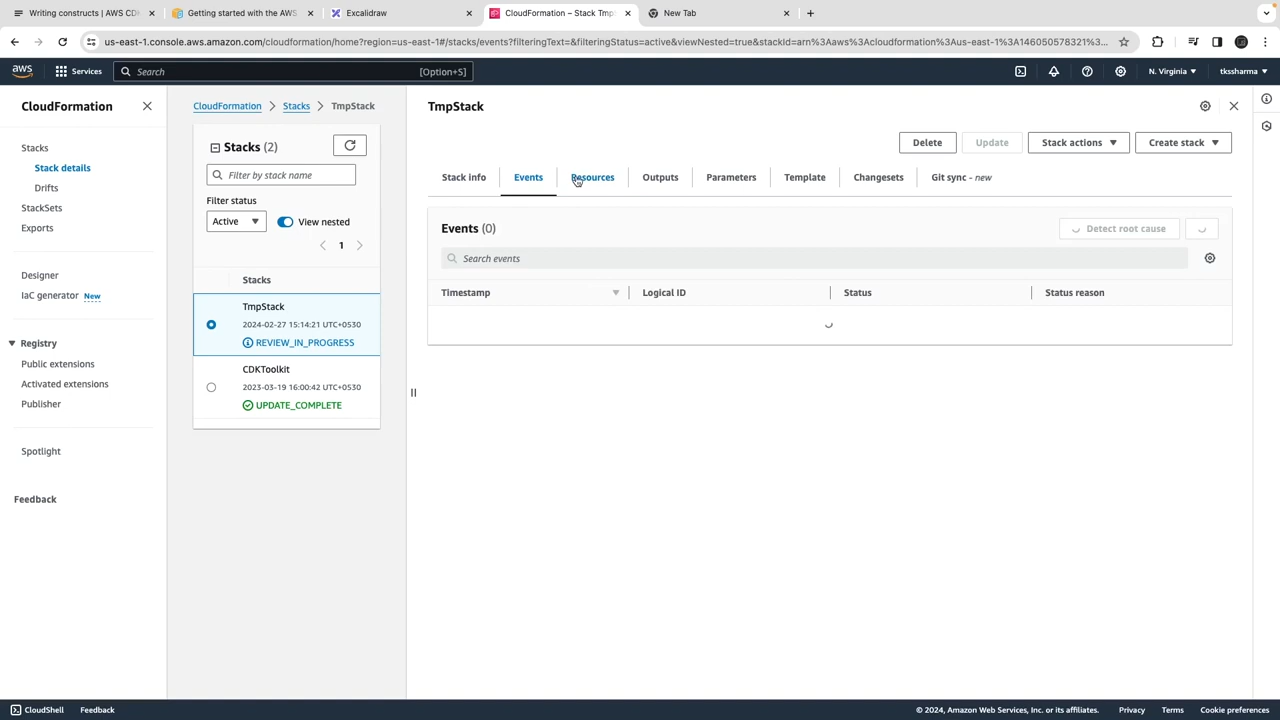 Writing constructs | AWS CDK
Getting started with the AWS
Excalidraw
CloudFormation – Stack Tmp
New Tab
us-east-1.console.aws.amazon.com/cloudformation/home?region=us-east-1#/stacks/events?filteringText=&filteringStatus=active&viewNested=true&stackId=arn%3Aaws%3Acloudformation%3Aus-east-1%3A146050578321%3...
aws
Services
Search
[Option+S]
N. Virginia
tkssharma
CloudFormation
Stacks
Stack details
Drifts
StackSets
Exports
Designer
IaC generator New
Registry
Public extensions
Activated extensions
Publisher
Spotlight
Feedback
CloudFormation > Stacks > TmpStack
Stacks (2)
Filter by stack name
Filter status
Active
View nested
1
Stacks
TmpStack
2024-02-27 15:14:21 UTC+0530
REVIEW_IN_PROGRESS
CDKToolkit
2023-03-19 16:00:42 UTC+0530
UPDATE_COMPLETE
TmpStack
Delete
Update
Stack actions
Create stack
Stack info
Events
Resources
Outputs
Parameters
Template
Changesets
Git sync - new
Events (0)
Detect root cause
Search events
Timestamp
Logical ID
Status
Status reason
CloudShell
Feedback
© 2024, Amazon Web Services, Inc. or its affiliates.
Privacy
Terms
Cookie preferences